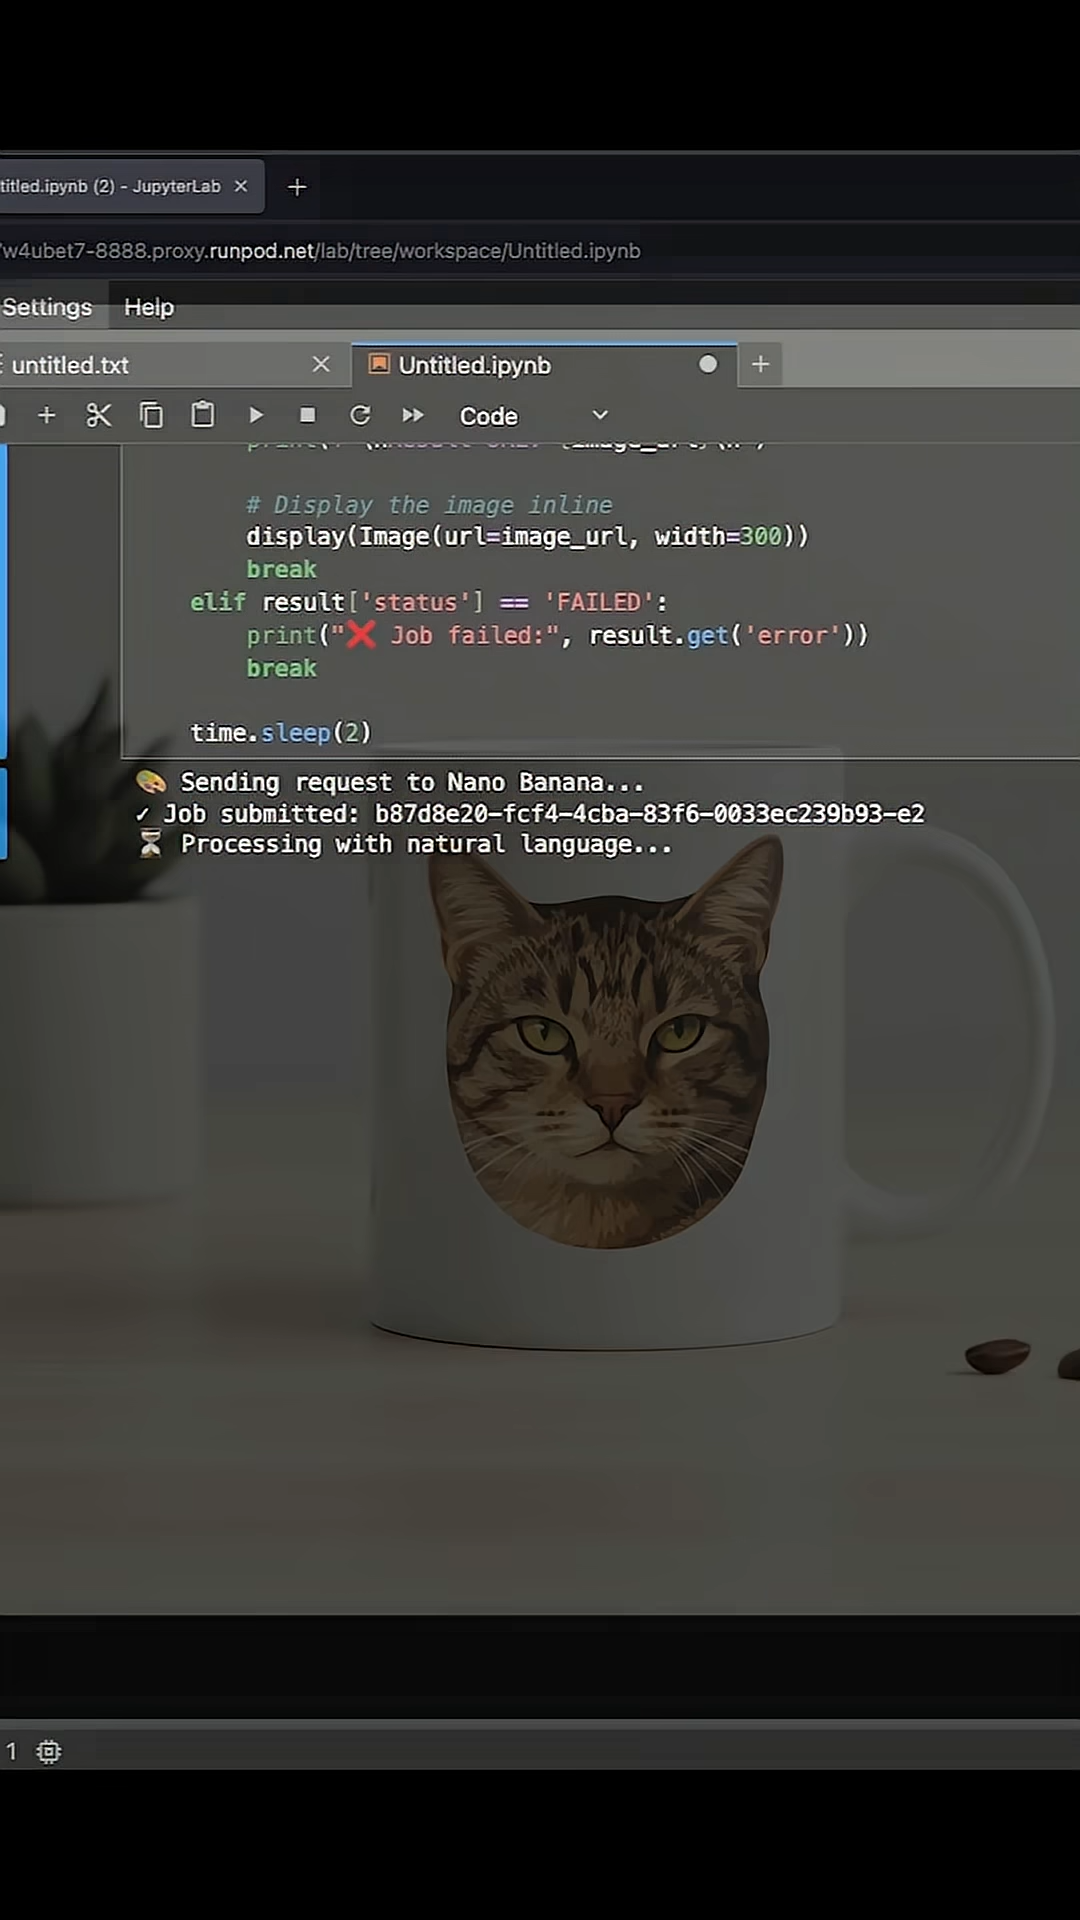 titled.ipynb (2) - JupyterLab × +
w4ubet7-8888.proxy.runpod.net/lab/tree/workspace/Untitled.ipynb
Settings Help
untitled.txt × Untitled.ipynb +
Code
# Display the image inline
display(Image(url=image_url, width=300))
break
elif result['status'] == 'FAILED':
print("❌ Job failed:", result.get('error'))
break
time.sleep(2)
🎨 Sending request to Nano Banana...
✓ Job submitted: b87d8e20-fcf4-4cba-83f6-0033ec239b93-e2
⏳ Processing with natural language...
1